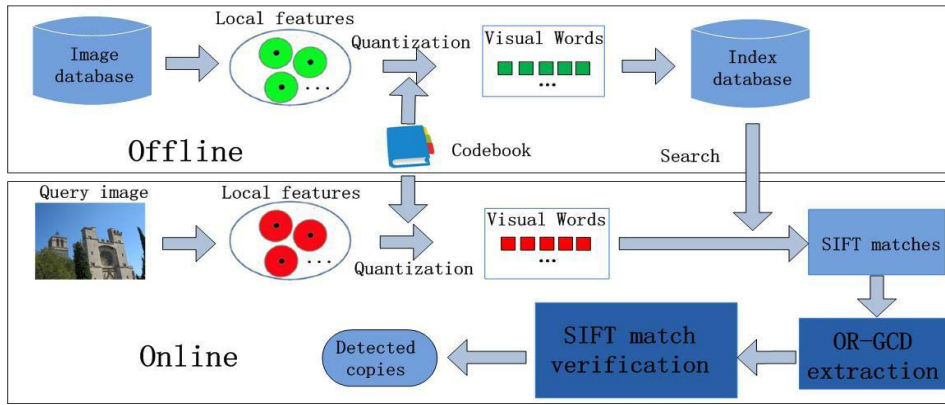 Local features
Image
database
. . .
Quantization
Visual Words
...
Index
database
Offline
Codebook
Search
Query image
Local features
. . .
Quantization
Visual Words
...
SIFT matches
Online
Detected
copies
SIFT match
verification
OR-GCD
extraction